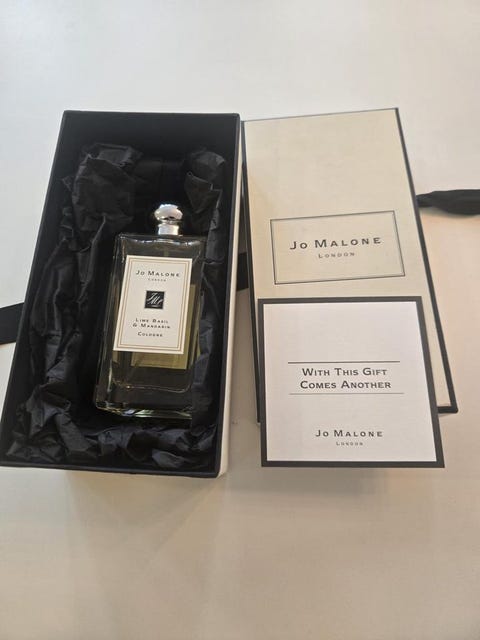 Jo Malone
London
Lime Basil
& Mandarin
Cologne
Jo Malone
London
With This Gift
Comes Another
Jo Malone
London